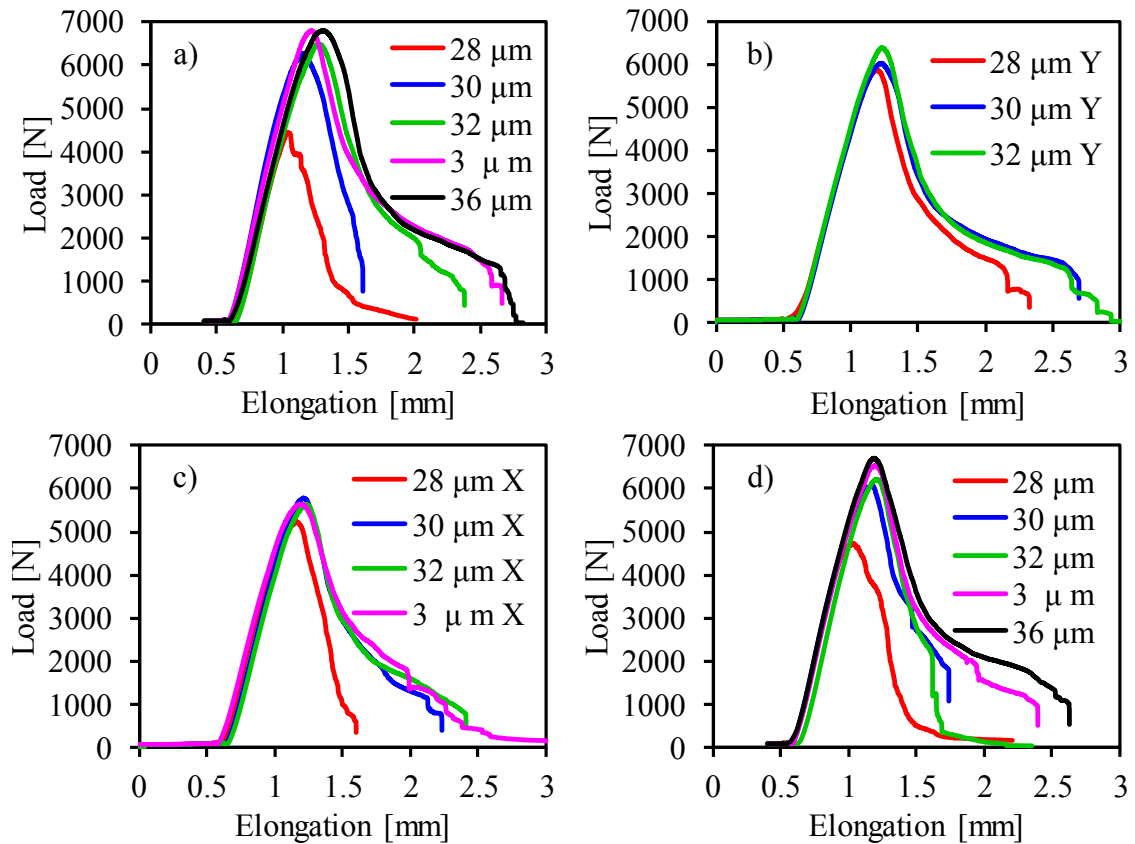 a)
28 µm
30 µm
32 µm
3 µ m
36 µm
Load [N]
7000
6000
5000
4000
3000
2000
1000
0
0 0.5 1 1.5 2 2.5 3
Elongation [mm]
b)
28 µm Y
30 µm Y
32 µm Y
Load [N]
7000
6000
5000
4000
3000
2000
1000
0
0 0.5 1 1.5 2 2.5 3
Elongation [mm]
c)
28 µm X
30 µm X
32 µm X
3 µ m X
Load [N]
7000
6000
5000
4000
3000
2000
1000
0
0 0.5 1 1.5 2 2.5 3
Elongation [mm]
d)
28 µm
30 µm
32 µm
3 µ m
36 µm
Load [N]
7000
6000
5000
4000
3000
2000
1000
0
0 0.5 1 1.5 2 2.5 3
Elongation [mm]